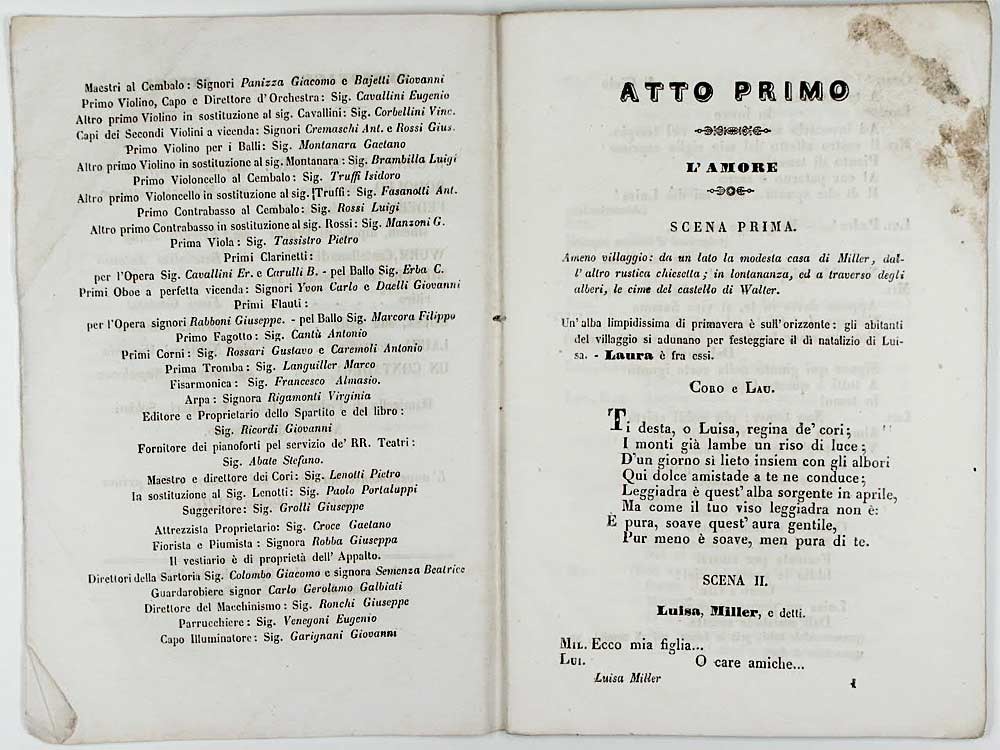 Maestri al Cembalo: Signori Panizza Giacomo e Bajetti Giovanni
Primo Violino, Capo e Direttore d'Orchestra: Sig. Cavallini Eugenio
Altro primo Violino in sostituzione al sig. Cavallini: Sig. Corbellini Vinc.
Capi dei Secondi Violini a vicenda: Signori Cremaschi Ant. e Rossi Gius.
Primo Violino per i Balli: Sig. Montanara Gaetano
Altro primo Violino in sostituzione al sig. Montanara: Sig. Brambilla Luigi
Primo Violoncello al Cembalo: Sig. Truffi Isidoro
Altro primo Violoncello in sostituzione al sig. Truffi: Sig. Fasanotti Ant.
Primo Contrabasso al Cembalo: Sig. Rossi Luigi
Altro primo Contrabasso in sostituzione al sig. Rossi: Sig. Manzoni G.
Prima Viola: Sig. Tassistro Pietro
Primi Clarinetti:
per l'Opera Sig. Cavallini Er. e Carulli B. - pel Ballo Sig. Erba C.
Primi Oboe a perfetta vicenda: Signori Yvon Carlo e Daelli Giovanni
Primi Flauti:
per l'Opera signori Rabboni Giuseppe. - pel Ballo Sig. Marcora Filippo
Primo Fagotto: Sig. Cantù Antonio
Primi Corni: Sig. Rossari Gustavo e Caremoli Antonio
Prima Tromba: Sig. Languiller Marco
Fisarmonica: Sig. Francesco Almasio.
Arpa: Signora Rigamonti Virginia
Editore e Proprietario dello Spartito e del libro:
Sig. Ricordi Giovanni
Fornitore dei pianoforti pel servizio de' RR. Teatri:
Sig. Abate Stefano.
Maestro e direttore dei Cori: Sig. Lenotti Pietro
In sostituzione al Sig. Lenotti: Sig. Paolo Portaluppi
Suggeritore: Sig. Grolli Giuseppe
Attrezzista Proprietario: Sig. Croce Gaetano
Fiorista e Piumista: Signora Robba Giuseppa
Il vestiario è di proprietà dell' Appalto.
Direttori della Sartoria Sig. Colombo Giacomo e signora Semenza Beatrice
Guardarobiere signor Carlo Gerolamo Galbiati
Direttore del Macchinismo: Sig. Ronchi Giuseppe
Parrucchiere: Sig. Venegoni Eugenio
Capo Illuminatore: Sig. Garignani Giovanni
ATTO PRIMO
L'AMORE
SCENA PRIMA.
Ameno villaggio: da un lato la modesta casa di Miller, dal-
l'altro rustica chiesetta; in lontananza, ed a traverso degli
alberi, le cime del castello di Walter.
Un'alba limpidissima di primavera è sull'orizzonte: gli abitanti
del villaggio si adunano per festeggiare il dì natalizio di Lui-
sa. - Laura è fra essi.
CORO e LAU.
Ti desta, o Luisa, regina de' cori;
I monti già lambe un riso di luce;
D'un giorno sì lieto insiem con gli albori
Qui dolce amistade a te ne conduce;
Leggiadra è quest' alba sorgente in aprile,
Ma come il tuo viso leggiadra non è:
È pura, soave quest' aura gentile,
Pur meno è soave, men pura di te.
SCENA II.
Luisa, Miller, e detti.
MIL. Ecco mia figlia...
LUI. O care amiche...
Luisa Miller 1